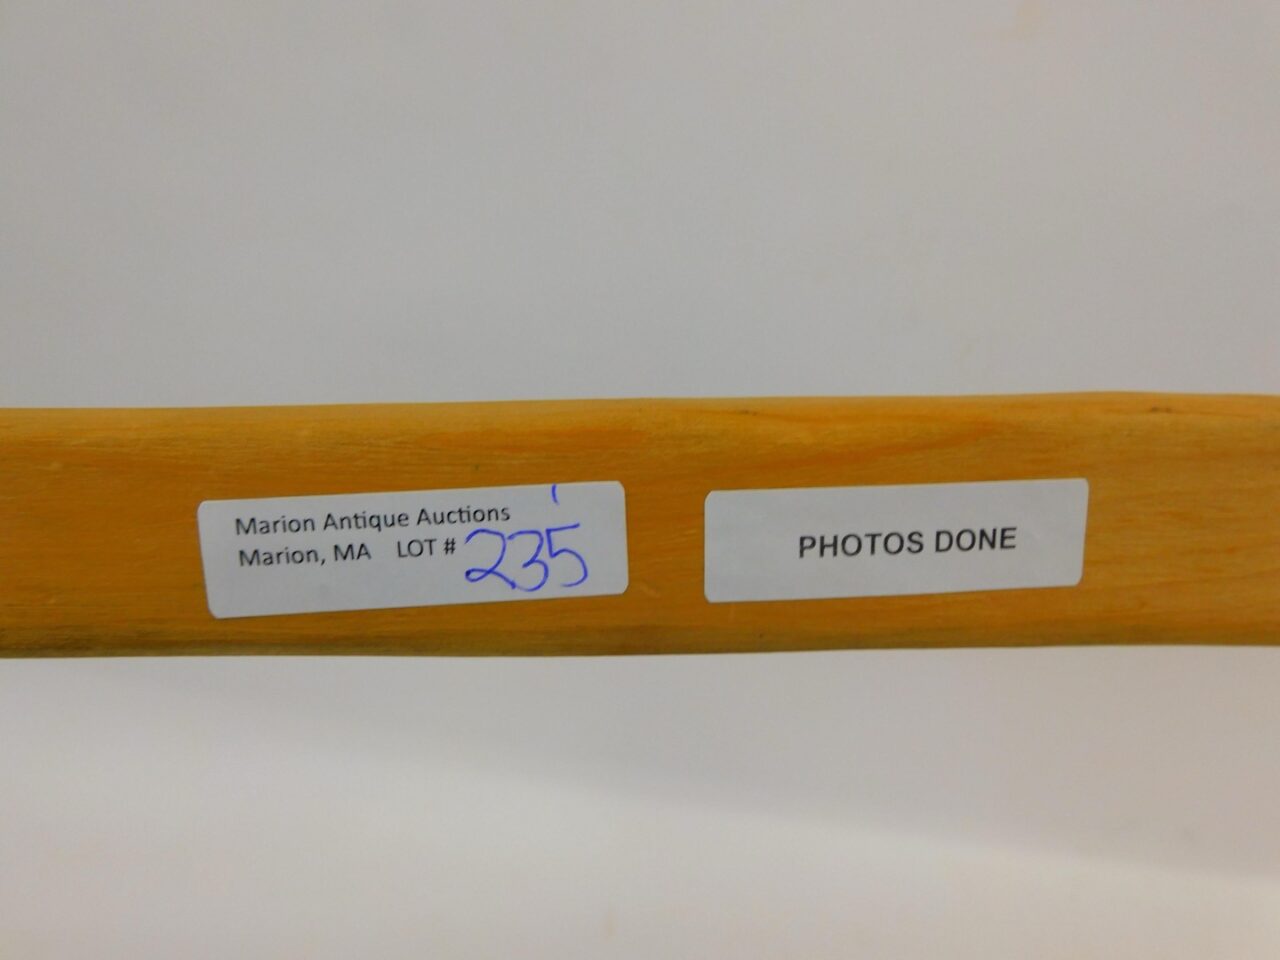 Marion Antique Auctions
Marion, MA LOT # 235
PHOTOS DONE